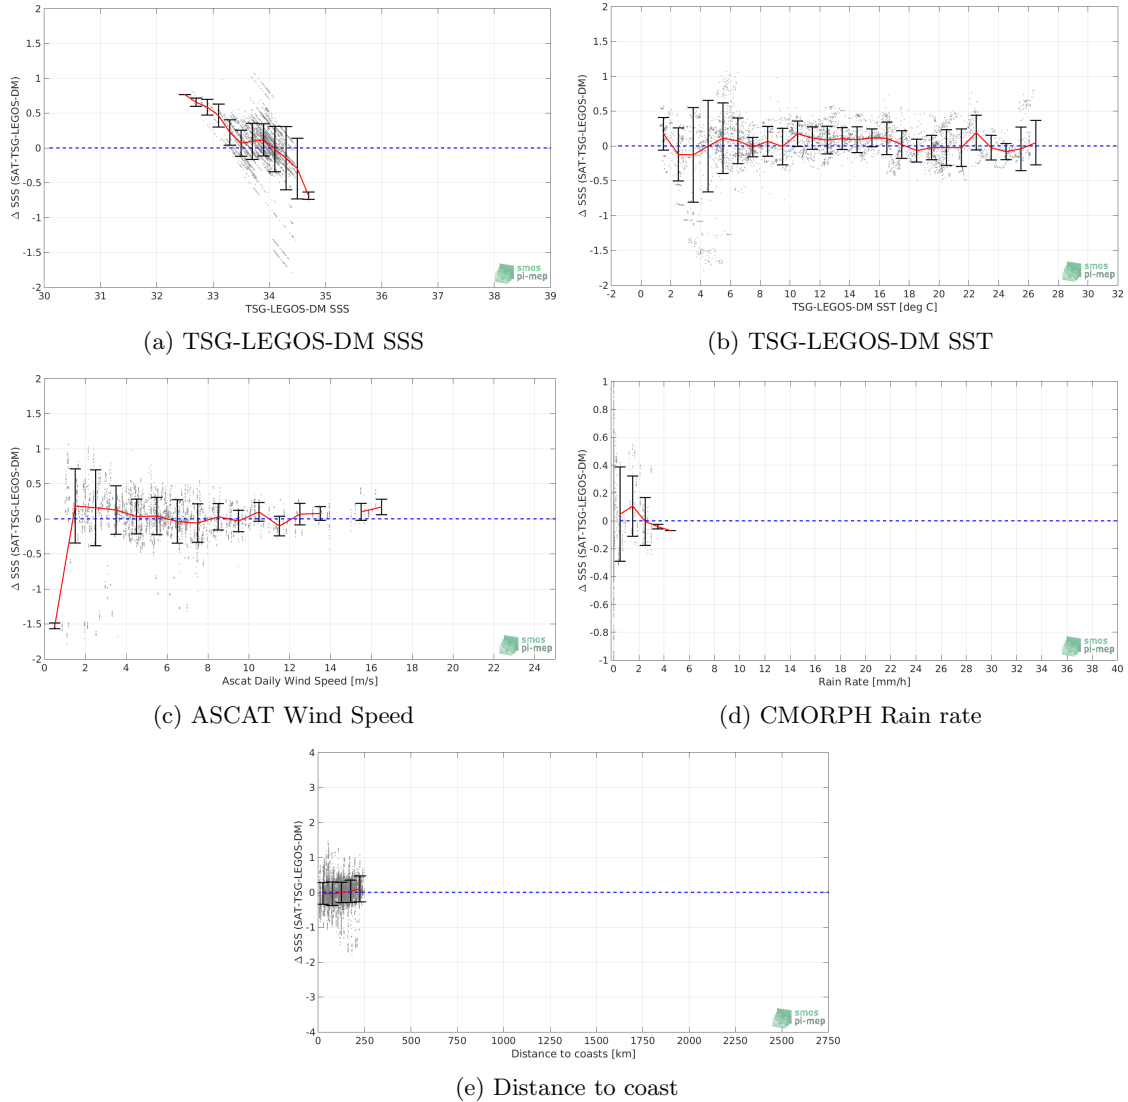 2
1.5
1
0.5
0
-0.5
-1
-1.5
-2
Δ SSS (SAT-TSG-LEGOS-DM)
30 31 32 33 34 35 36 37 38 39
TSG-LEGOS-DM SSS
smos
pi-mep
(a) TSG-LEGOS-DM SSS
2
1.5
1
0.5
0
-0.5
-1
-1.5
-2
Δ SSS (SAT-TSG-LEGOS-DM)
-2 0 2 4 6 8 10 12 14 16 18 20 22 24 26 28 30 32
TSG-LEGOS-DM SST [deg C]
smos
pi-mep
(b) TSG-LEGOS-DM SST
2
1.5
1
0.5
0
-0.5
-1
-1.5
-2
Δ SSS (SAT-TSG-LEGOS-DM)
0 2 4 6 8 10 12 14 16 18 20 22 24
Ascat Daily Wind Speed [m/s]
smos
pi-mep
(c) ASCAT Wind Speed
1
0.8
0.6
0.4
0.2
0
-0.2
-0.4
-0.6
-0.8
-1
Δ SSS (SAT-TSG-LEGOS-DM)
0 2 4 6 8 10 12 14 16 18 20 22 24 26 28 30 32 34 36 38 40
Rain Rate [mm/h]
smos
pi-mep
(d) CMORPH Rain rate
4
3
2
1
0
-1
-2
-3
-4
Δ SSS (SAT-TSG-LEGOS-DM)
0 250 500 750 1000 1250 1500 1750 2000 2250 2500 2750
Distance to coasts [km]
smos
pi-mep
(e) Distance to coast